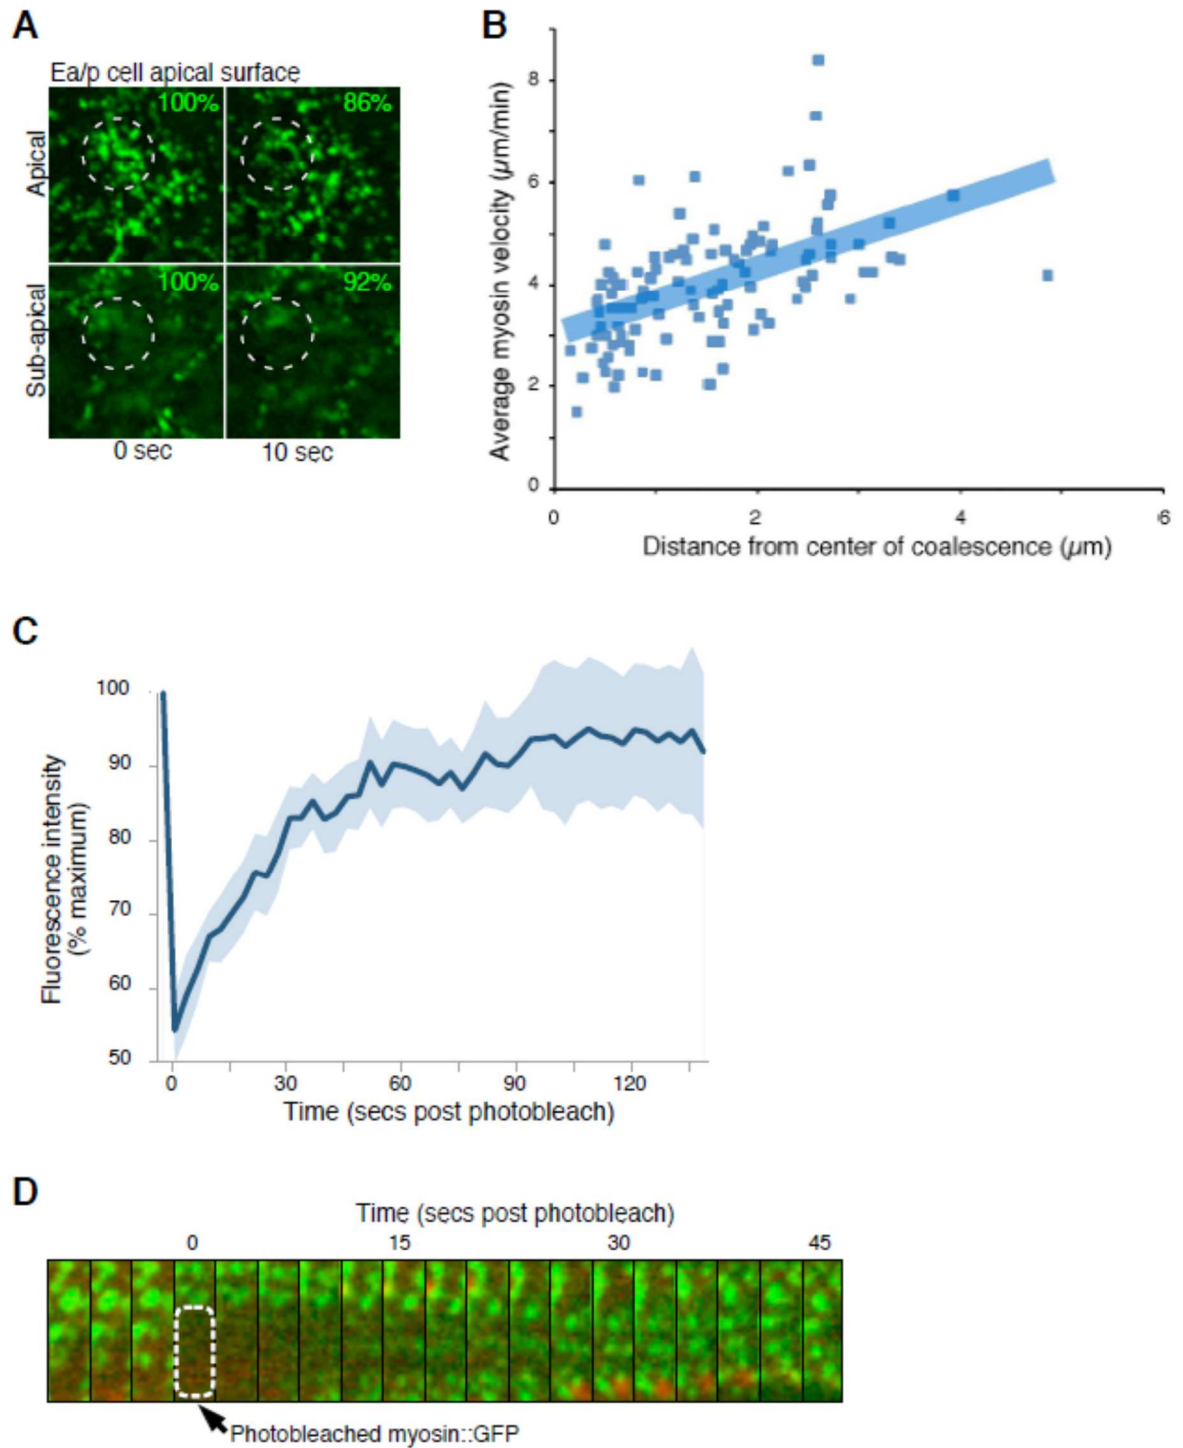 A
Ea/p cell apical surface
100%
86%
Apical
100%
92%
Sub-apical
0 sec
10 sec
B
Average myosin velocity (µm/min)
8
6
4
2
0
0
2
4
6
Distance from center of coalescence (µm)
C
Fluorescence intensity
(% maximum)
100
90
80
70
60
50
0
30
60
90
120
Time (secs post photobleach)
D
Time (secs post photobleach)
0
15
30
45
Photobleached myosin::GFP